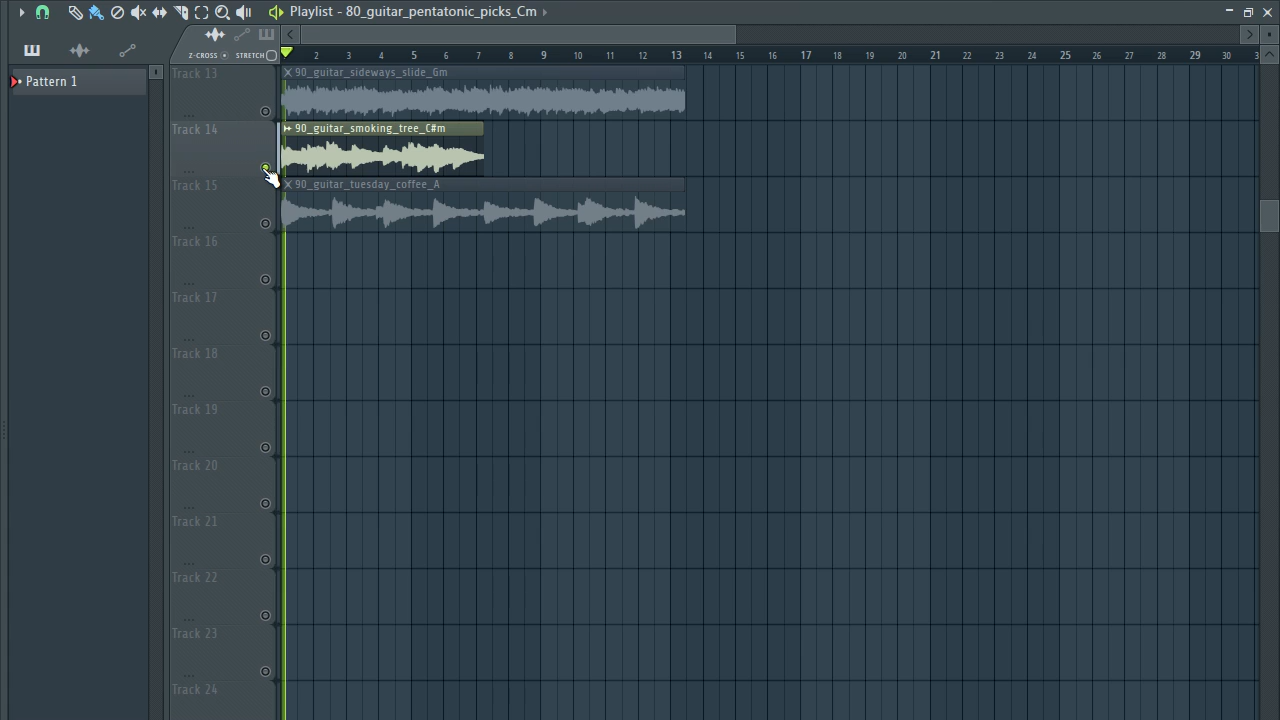 Playlist - 80_guitar_pentatonic_picks_Cm
Z-CROSS STRETCH
2 3 4 5 6 7 8 9 10 11 12 13 14 15 16 17 18 19 20 21 22 23 24 25 26 27 28 29 30
Pattern 1
Track 13
90_guitar_sideways_slide_Gm
Track 14
90_guitar_smoking_tree_C#m
Track 15
90_guitar_tuesday_coffee_A
Track 16
Track 17
Track 18
Track 19
Track 20
Track 21
Track 22
Track 23
Track 24